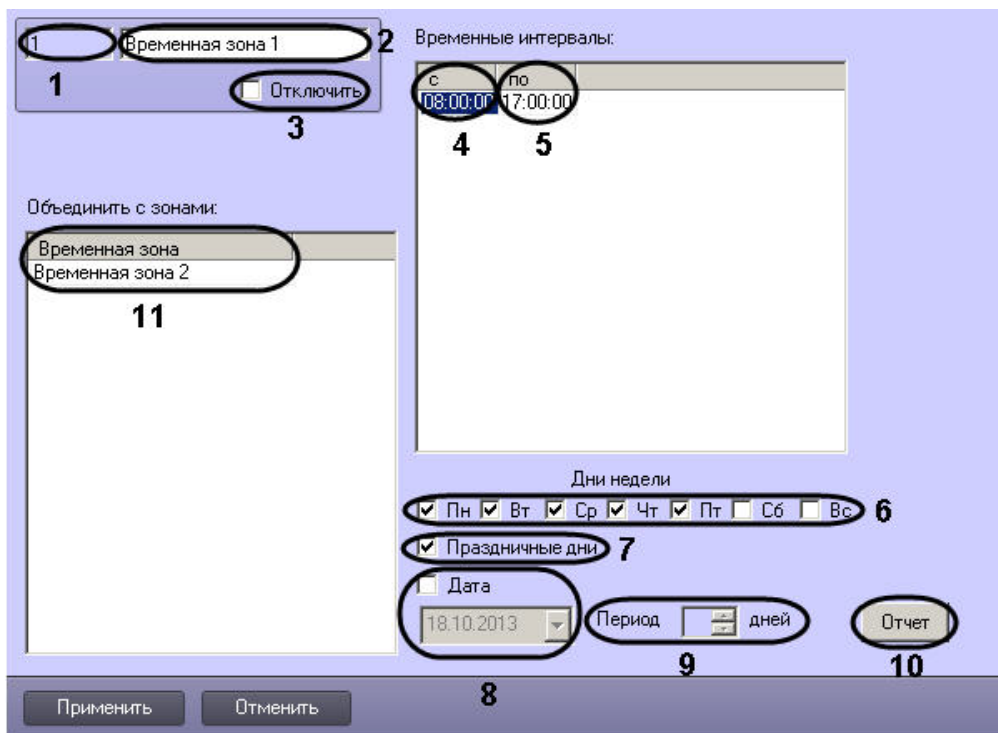 1 Временная зона 1 2
1 Отключить
3
Временные интервалы:
с по
08:00:00 17:00:00
4 5
Объединить с зонами:
Временная зона
Временная зона 2
11
Дни недели
Пн Вт Ср Чт Пт Сб Вс 6
Праздничные дни 7
Дата
18.10.2013 Период дней Отчет
8 9 10
Применить Отменить